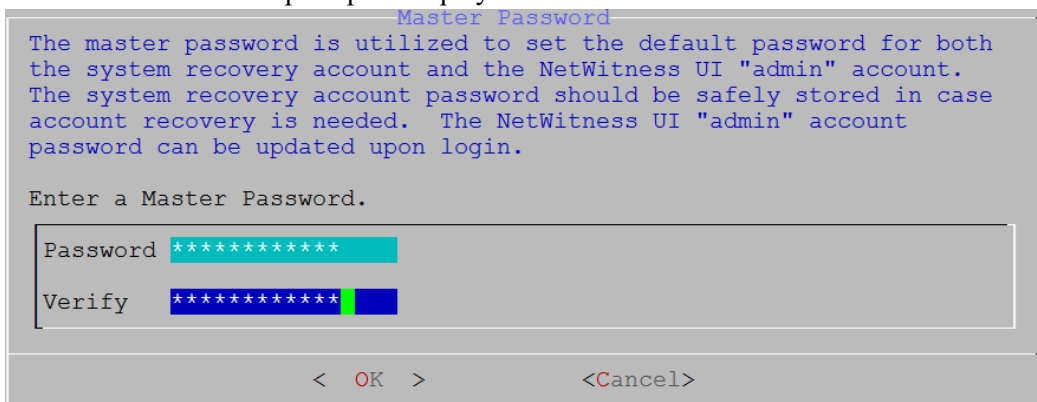 Master Password
The master password is utilized to set the default password for both
the system recovery account and the NetWitness UI "admin" account.
The system recovery account password should be safely stored in case
account recovery is needed.  The NetWitness UI "admin" account
password can be updated upon login.
Enter a Master Password.
Password ************
Verify ************
< OK > <Cancel>